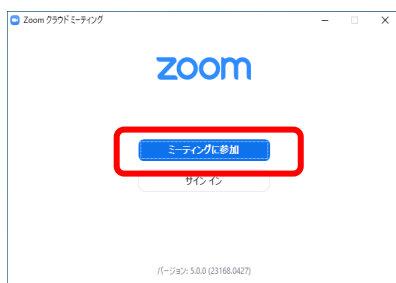 Zoom クラウド ミーティング
zoom
ミーティングに参加
サイン イン
バージョン: 5.0.0 (23168.0427)